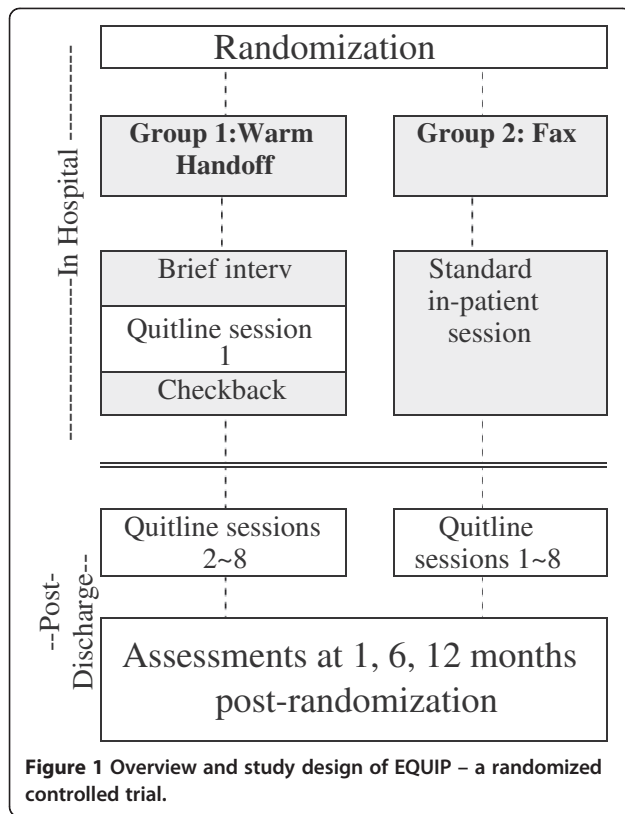 Randomization
---------------------In Hospital --------
Group 1:Warm
Handoff
Group 2: Fax
Brief interv
Quitline session
1
Checkback
Standard
in-patient
session
--Post-
Discharge--
Quitline sessions
2~8
Quitline
sessions 1~8
Assessments at 1, 6, 12 months
post-randomization
Figure 1 Overview and study design of EQUIP – a randomized
controlled trial.